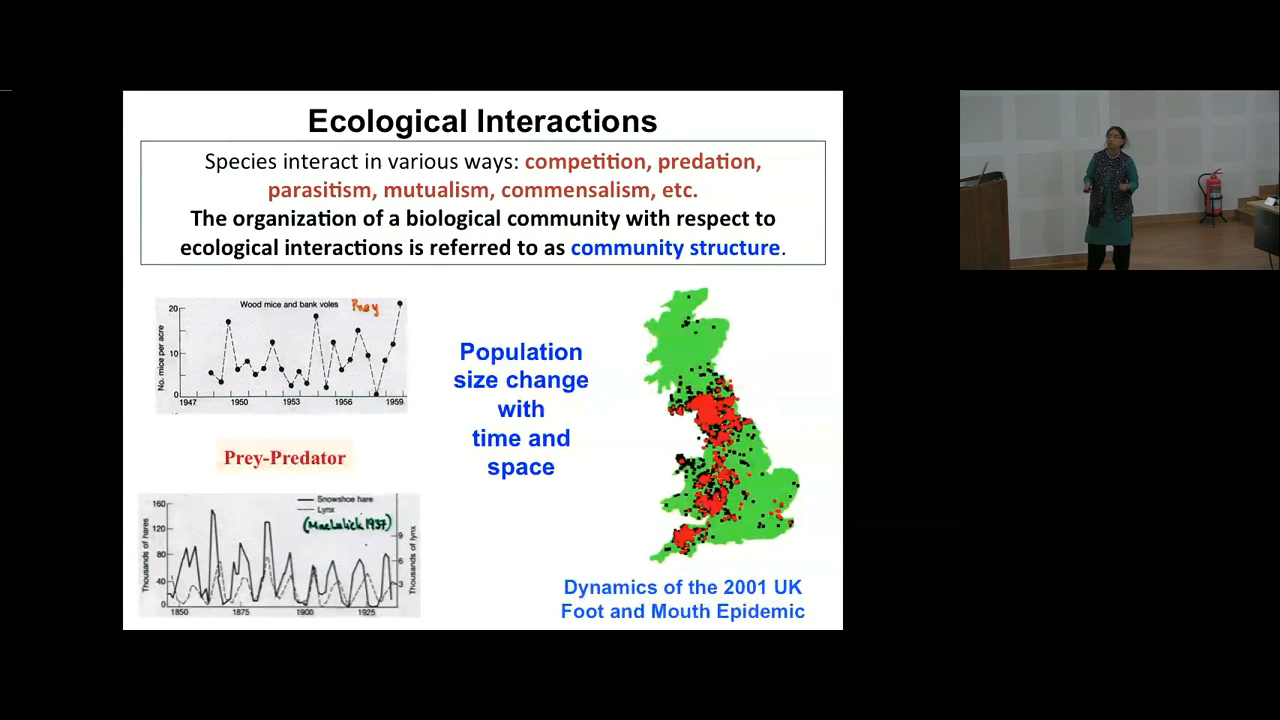 Ecological Interactions
Species interact in various ways: competition, predation,
parasitism, mutualism, commensalism, etc.
The organization of a biological community with respect to
ecological interactions is referred to as community structure.
Wood mice and bank voles Prey
No. mice per acre
20
10
0
1947 1950 1953 1956 1959
Population
size change
with
time and
space
Prey-Predator
Snowshoe hare
Lynx
Thousands of hares
160
120
80
40
0
1850 1875 1900 1925
9
6
3
Thousands of lynx
Dynamics of the 2001 UK
Foot and Mouth Epidemic